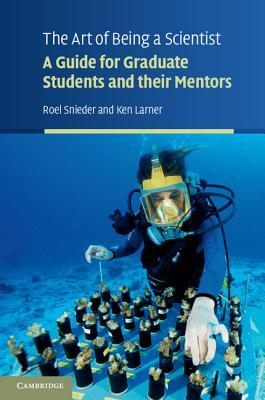 The Art of Being a Scientist
A Guide for Graduate
Students and their Mentors
Roel Snieder and Ken Larner
CAMBRIDGE